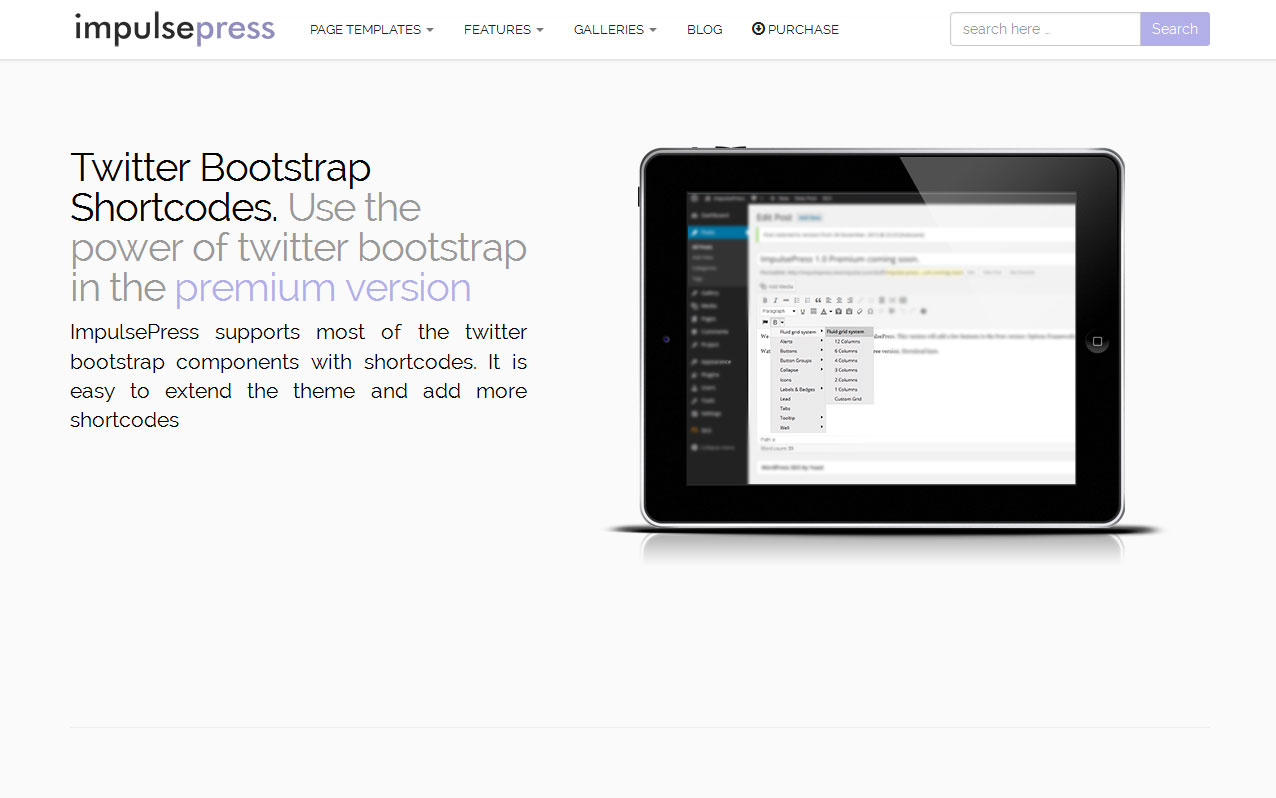 impulsepress
PAGE TEMPLATES
FEATURES
GALLERIES
BLOG
PURCHASE
search here ..
Search
Twitter Bootstrap
Shortcodes. Use the
power of twitter bootstrap
in the premium version
ImpulsePress supports most of the twitter
bootstrap components with shortcodes. It is
easy to extend the theme and add more
shortcodes
Edit Post
ImpulsePress 1.0 Premium coming soon.
Add Media
Paragraph
Fluid grid system
Alerts
Buttons
Button Groups
Collapse
Icons
Labels & Badges
Lead
Tabs
Tooltip
Well
Fluid grid system
12 Columns
6 Columns
4 Columns
3 Columns
2 Columns
1 Columns
Custom Grid
WordPress SEO by Yoast